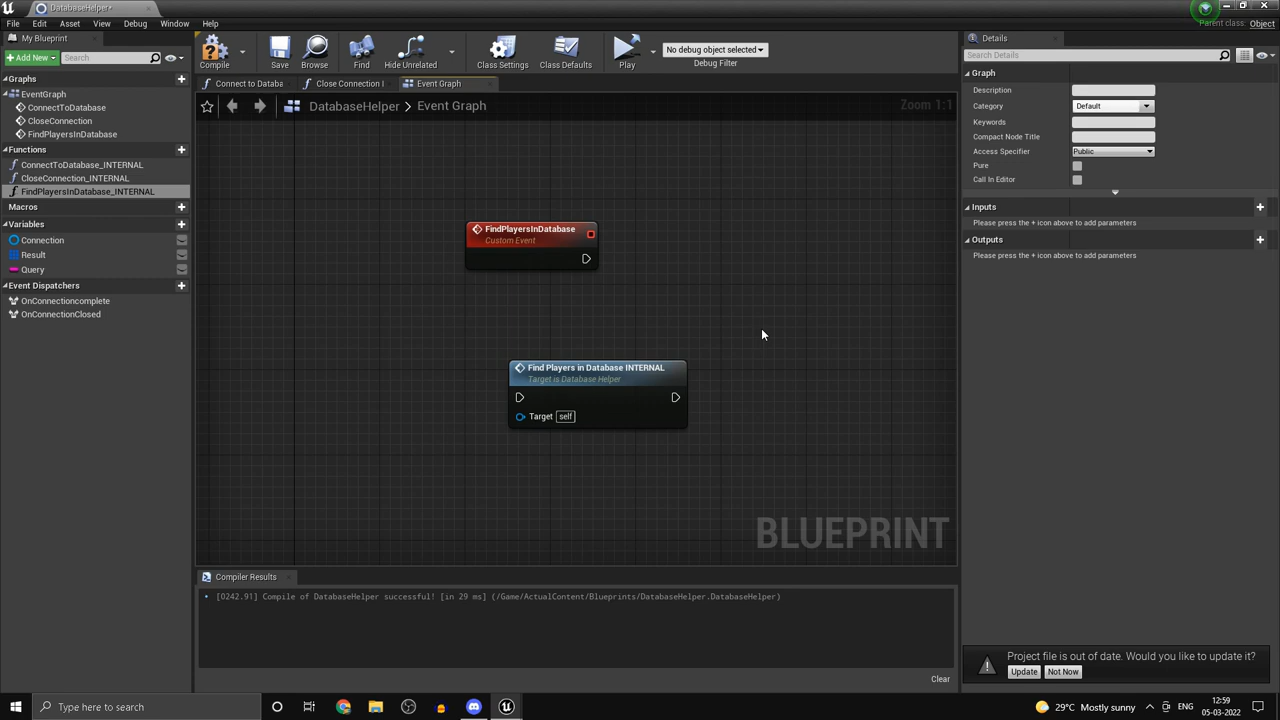 DatabaseHelper*
File Edit Asset View Debug Window Help
Parent class: Object
My Blueprint
Add New
Search
Graphs
EventGraph
ConnectToDatabase
CloseConnection
FindPlayersInDatabase
Functions
ConnectToDatabase_INTERNAL
CloseConnection_INTERNAL
FindPlayersInDatabase_INTERNAL
Macros
Variables
Connection
Result
Query
Event Dispatchers
OnConnectioncomplete
OnConnectionClosed
Compile
Save
Browse
Find
Hide Unrelated
Class Settings
Class Defaults
Play
No debug object selected
Debug Filter
Connect to Databa
Close Connection I
Event Graph
DatabaseHelper > Event Graph
Zoom 1:1
FindPlayersInDatabase
Custom Event
Find Players in Database INTERNAL
Target is Database Helper
Target self
BLUEPRINT
Compiler Results
[0242.91] Compile of DatabaseHelper successful! [in 29 ms] (/Game/ActualContent/Blueprints/DatabaseHelper.DatabaseHelper)
Clear
Details
Search Details
Graph
Description
Category Default
Keywords
Compact Node Title
Access Specifier Public
Pure
Call In Editor
Inputs
Please press the + icon above to add parameters
Outputs
Please press the + icon above to add parameters
Project file is out of date. Would you like to update it?
Update Not Now
Type here to search
29°C Mostly sunny
ENG
12:59
05-03-2022